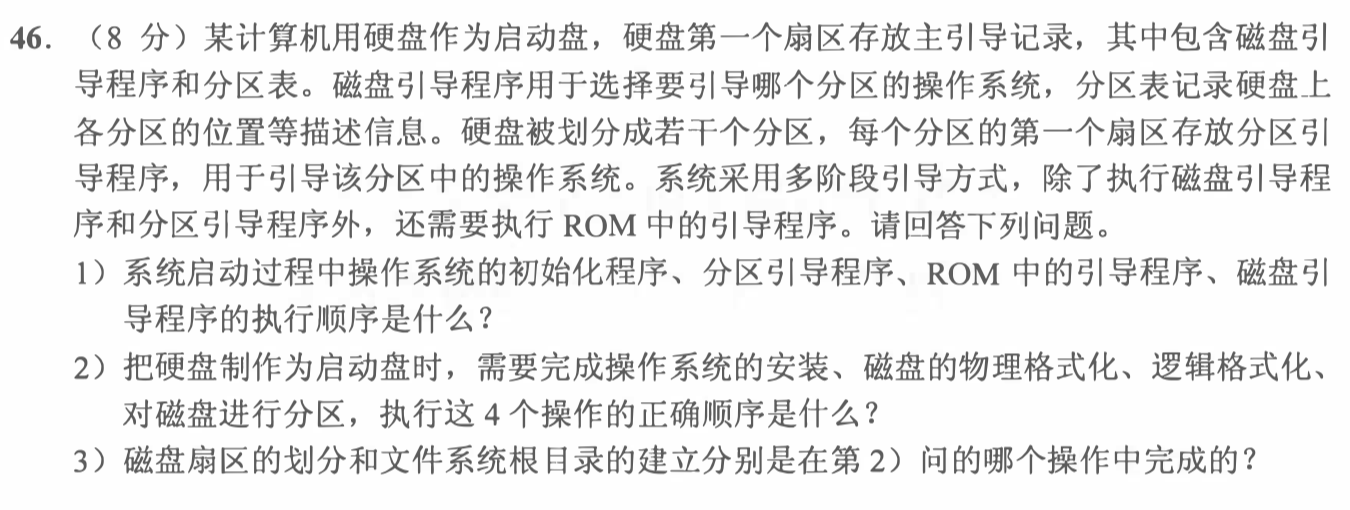 46. （8 分）某计算机用硬盘作为启动盘，硬盘第一个扇区存放主引导记录，其中包含磁盘引
导程序和分区表。磁盘引导程序用于选择要引导哪个分区的操作系统，分区表记录硬盘上
各分区的位置等描述信息。硬盘被划分成若干个分区，每个分区的第一个扇区存放分区引
导程序，用于引导该分区中的操作系统。系统采用多阶段引导方式，除了执行磁盘引导程
序和分区引导程序外，还需要执行 ROM 中的引导程序。请回答下列问题。
1）系统启动过程中操作系统的初始化程序、分区引导程序、ROM 中的引导程序、磁盘引
导程序的执行顺序是什么？
2）把硬盘制作为启动盘时，需要完成操作系统的安装、磁盘的物理格式化、逻辑格式化、
对磁盘进行分区，执行这 4 个操作的正确顺序是什么？
3）磁盘扇区的划分和文件系统根目录的建立分别是在第 2）问的哪个操作中完成的？